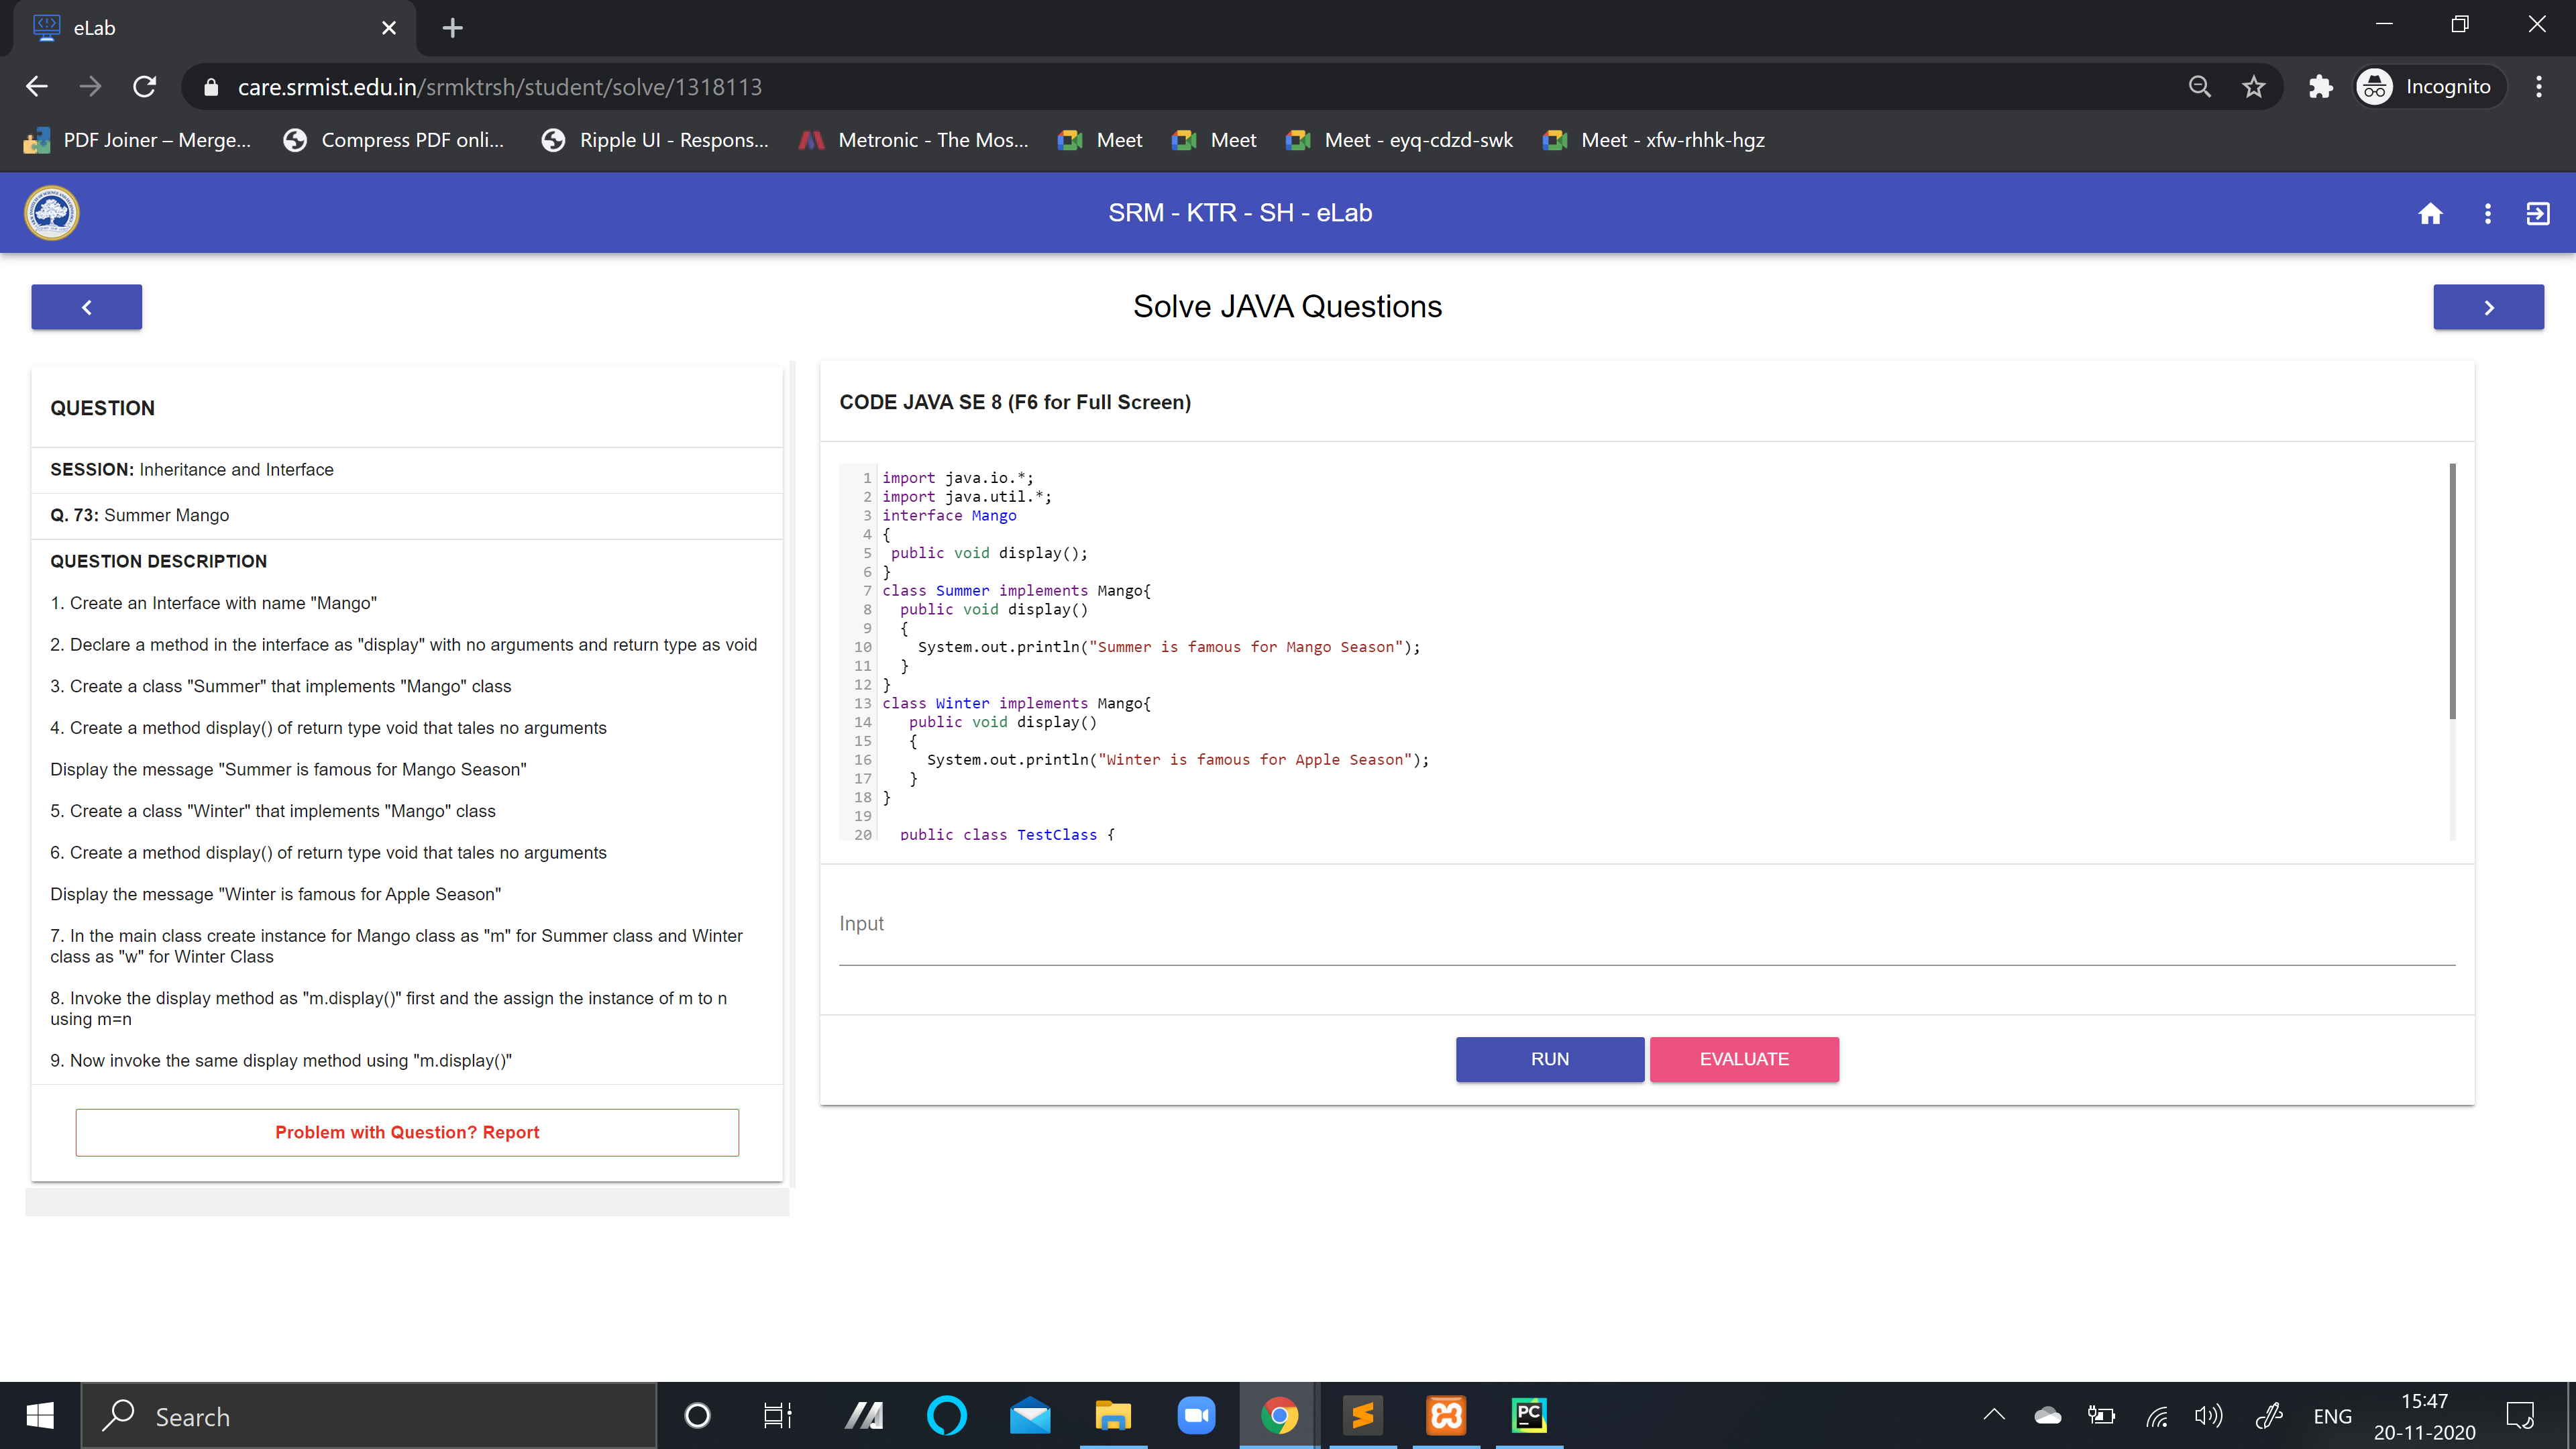 eLab
care.srmist.edu.in/srmktrsh/student/solve/1318113
Incognito
PDF Joiner – Merge...
Compress PDF onli...
Ripple UI - Respons...
Metronic - The Mos...
Meet
Meet
Meet - eyq-cdzd-swk
Meet - xfw-rhhk-hgz
SRM - KTR - SH - eLab
Solve JAVA Questions
QUESTION
SESSION: Inheritance and Interface
Q. 73: Summer Mango
QUESTION DESCRIPTION
1. Create an Interface with name "Mango"
2. Declare a method in the interface as "display" with no arguments and return type as void
3. Create a class "Summer" that implements "Mango" class
4. Create a method display() of return type void that tales no arguments
Display the message "Summer is famous for Mango Season"
5. Create a class "Winter" that implements "Mango" class
6. Create a method display() of return type void that tales no arguments
Display the message "Winter is famous for Apple Season"
7. In the main class create instance for Mango class as "m" for Summer class and Winter
class as "w" for Winter Class
8. Invoke the display method as "m.display()" first and the assign the instance of m to n
using m=n
9. Now invoke the same display method using "m.display()"
Problem with Question? Report
CODE JAVA SE 8 (F6 for Full Screen)
1 import java.io.*;
2 import java.util.*;
3 interface Mango
4 {
5 public void display();
6 }
7 class Summer implements Mango{
8 public void display()
9 {
10 System.out.println("Summer is famous for Mango Season");
11 }
12 }
13 class Winter implements Mango{
14 public void display()
15 {
16 System.out.println("Winter is famous for Apple Season");
17 }
18 }
19
20 public class TestClass {
Input
RUN
EVALUATE
Search
PC
ENG
15:47
20-11-2020